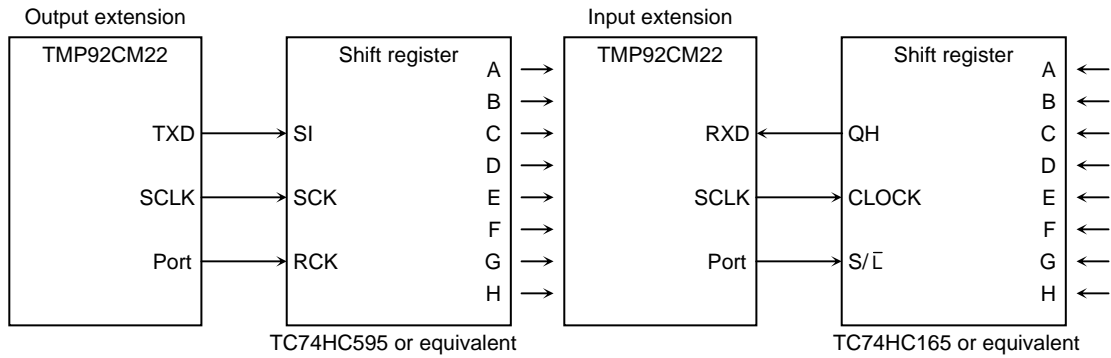 Output extension
TMP92CM22
Shift register
A
B
TXD
SI
C
D
SCLK
SCK
E
F
Port
RCK
G
H
TC74HC595 or equivalent
Input extension
TMP92CM22
Shift register
A
B
RXD
QH
C
D
SCLK
CLOCK
E
F
Port
S/L̅
G
H
TC74HC165 or equivalent